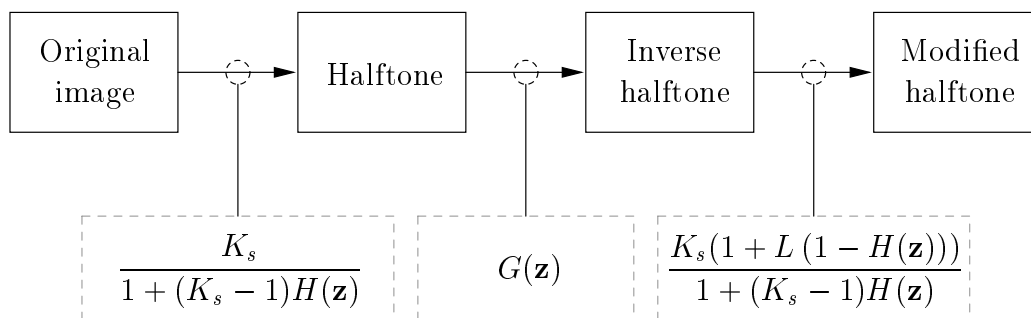 Original
image
Halftone
Inverse
halftone
Modified
halftone
K_s
1 + (K_s − 1)H(𝐳)
G(𝐳)
K_s(1 + L (1 − H(𝐳)))
1 + (K_s − 1)H(𝐳)